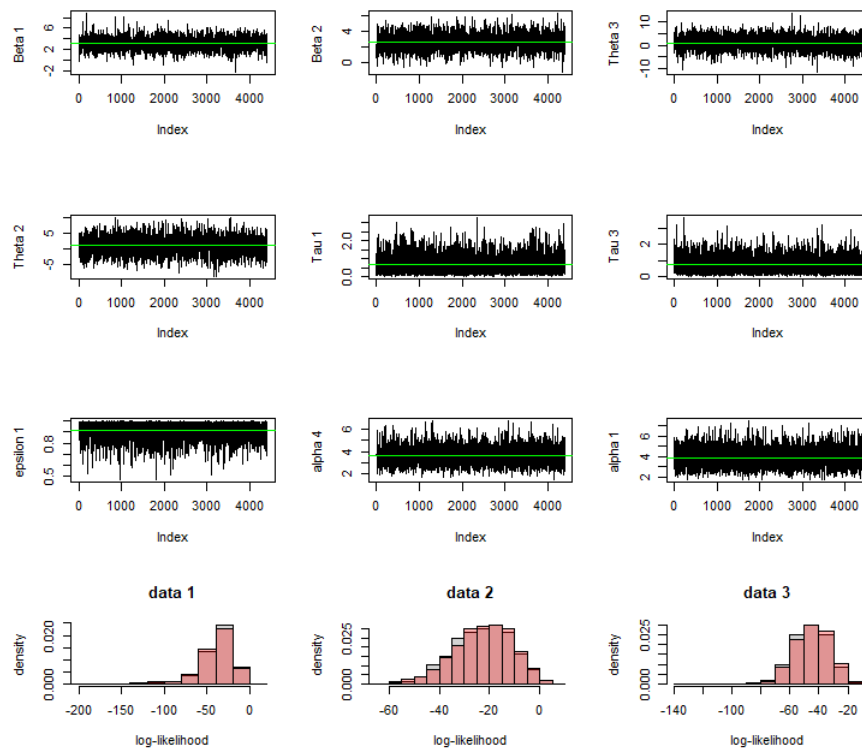 Beta 1
-2 2 6
0 1000 2000 3000 4000
Index
Beta 2
0 2 4
0 1000 2000 3000 4000
Index
Theta 3
-10 0 10
0 1000 2000 3000 4000
Index
Theta 2
-5 5
0 1000 2000 3000 4000
Index
Tau 1
0.0 2.0
0 1000 2000 3000 4000
Index
Tau 3
0 2
0 1000 2000 3000 4000
Index
epsilon 1
0.5 0.8
0 1000 2000 3000 4000
Index
alpha 4
2 4 6
0 1000 2000 3000 4000
Index
alpha 1
2 4 6
0 1000 2000 3000 4000
Index
data 1
density
0.000 0.020
-200 -150 -100 -50 0
log-likelihood
data 2
density
0.000 0.025
-60 -40 -20 0
log-likelihood
data 3
density
0.000 0.025
-140 -100 -60 -40 -20
log-likelihood